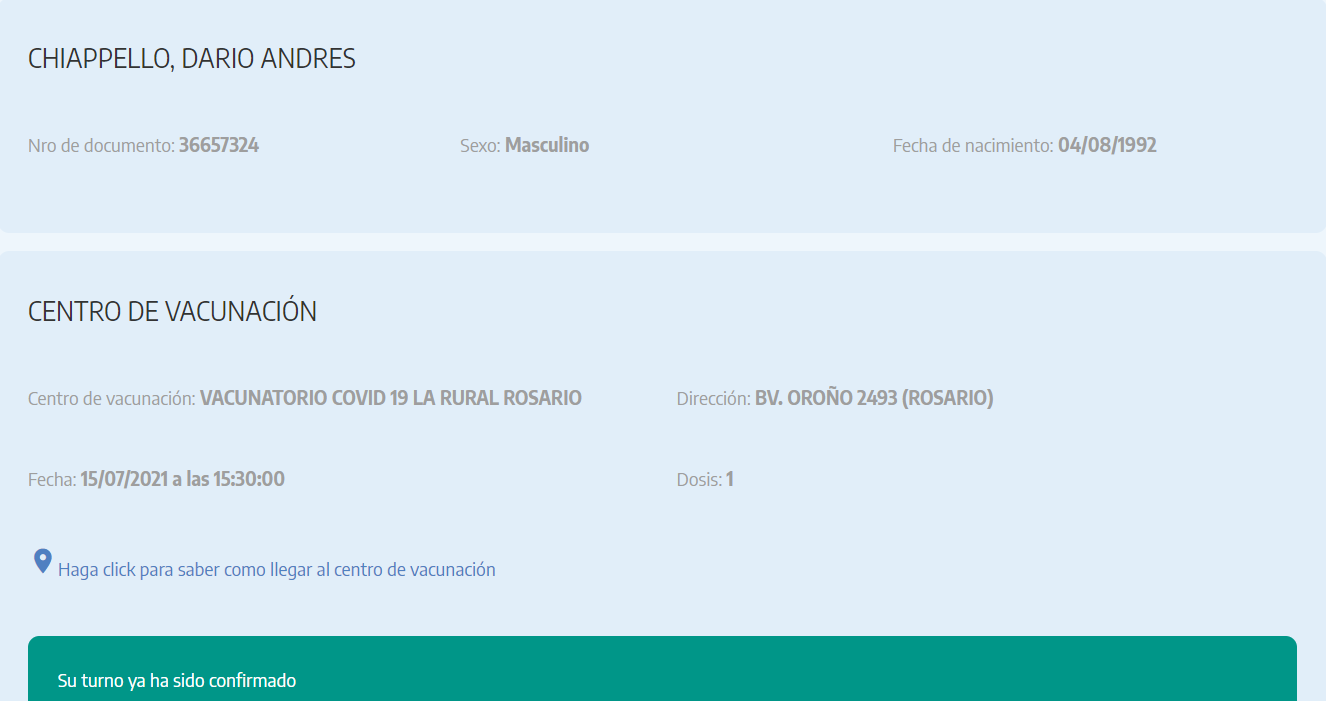 CHIAPPELLO, DARIO ANDRES
Nro de documento: 36657324 Sexo: Masculino Fecha de nacimiento: 04/08/1992
CENTRO DE VACUNACIÓN
Centro de vacunación: VACUNATORIO COVID 19 LA RURAL ROSARIO Dirección: BV. OROÑO 2493 (ROSARIO)
Fecha: 15/07/2021 a las 15:30:00 Dosis: 1
Haga click para saber como llegar al centro de vacunación
Su turno ya ha sido confirmado